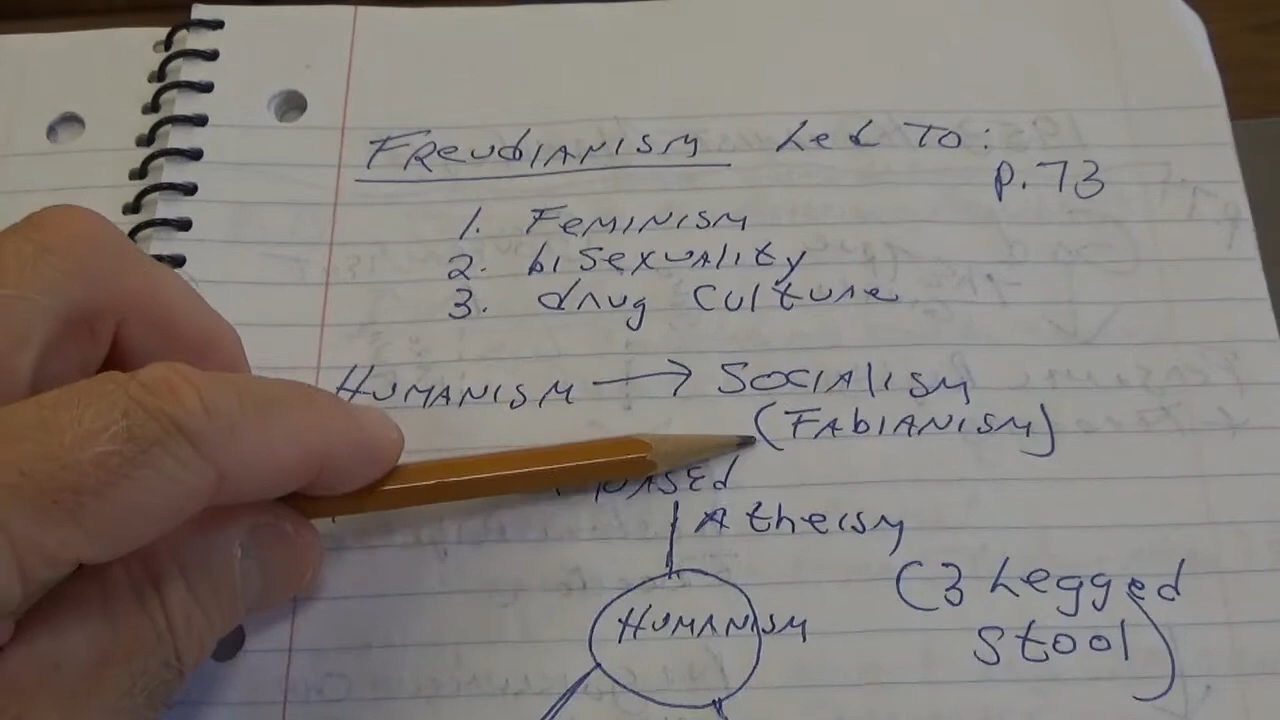 FREUDIANISM Led To:
p.73
1. Feminism
2. biSexuality
3. drug culture
HUMANISM → SOCIAlISM
(FAbIANISM)
Atheism
HUMANISM
(3 Legged
Stool)